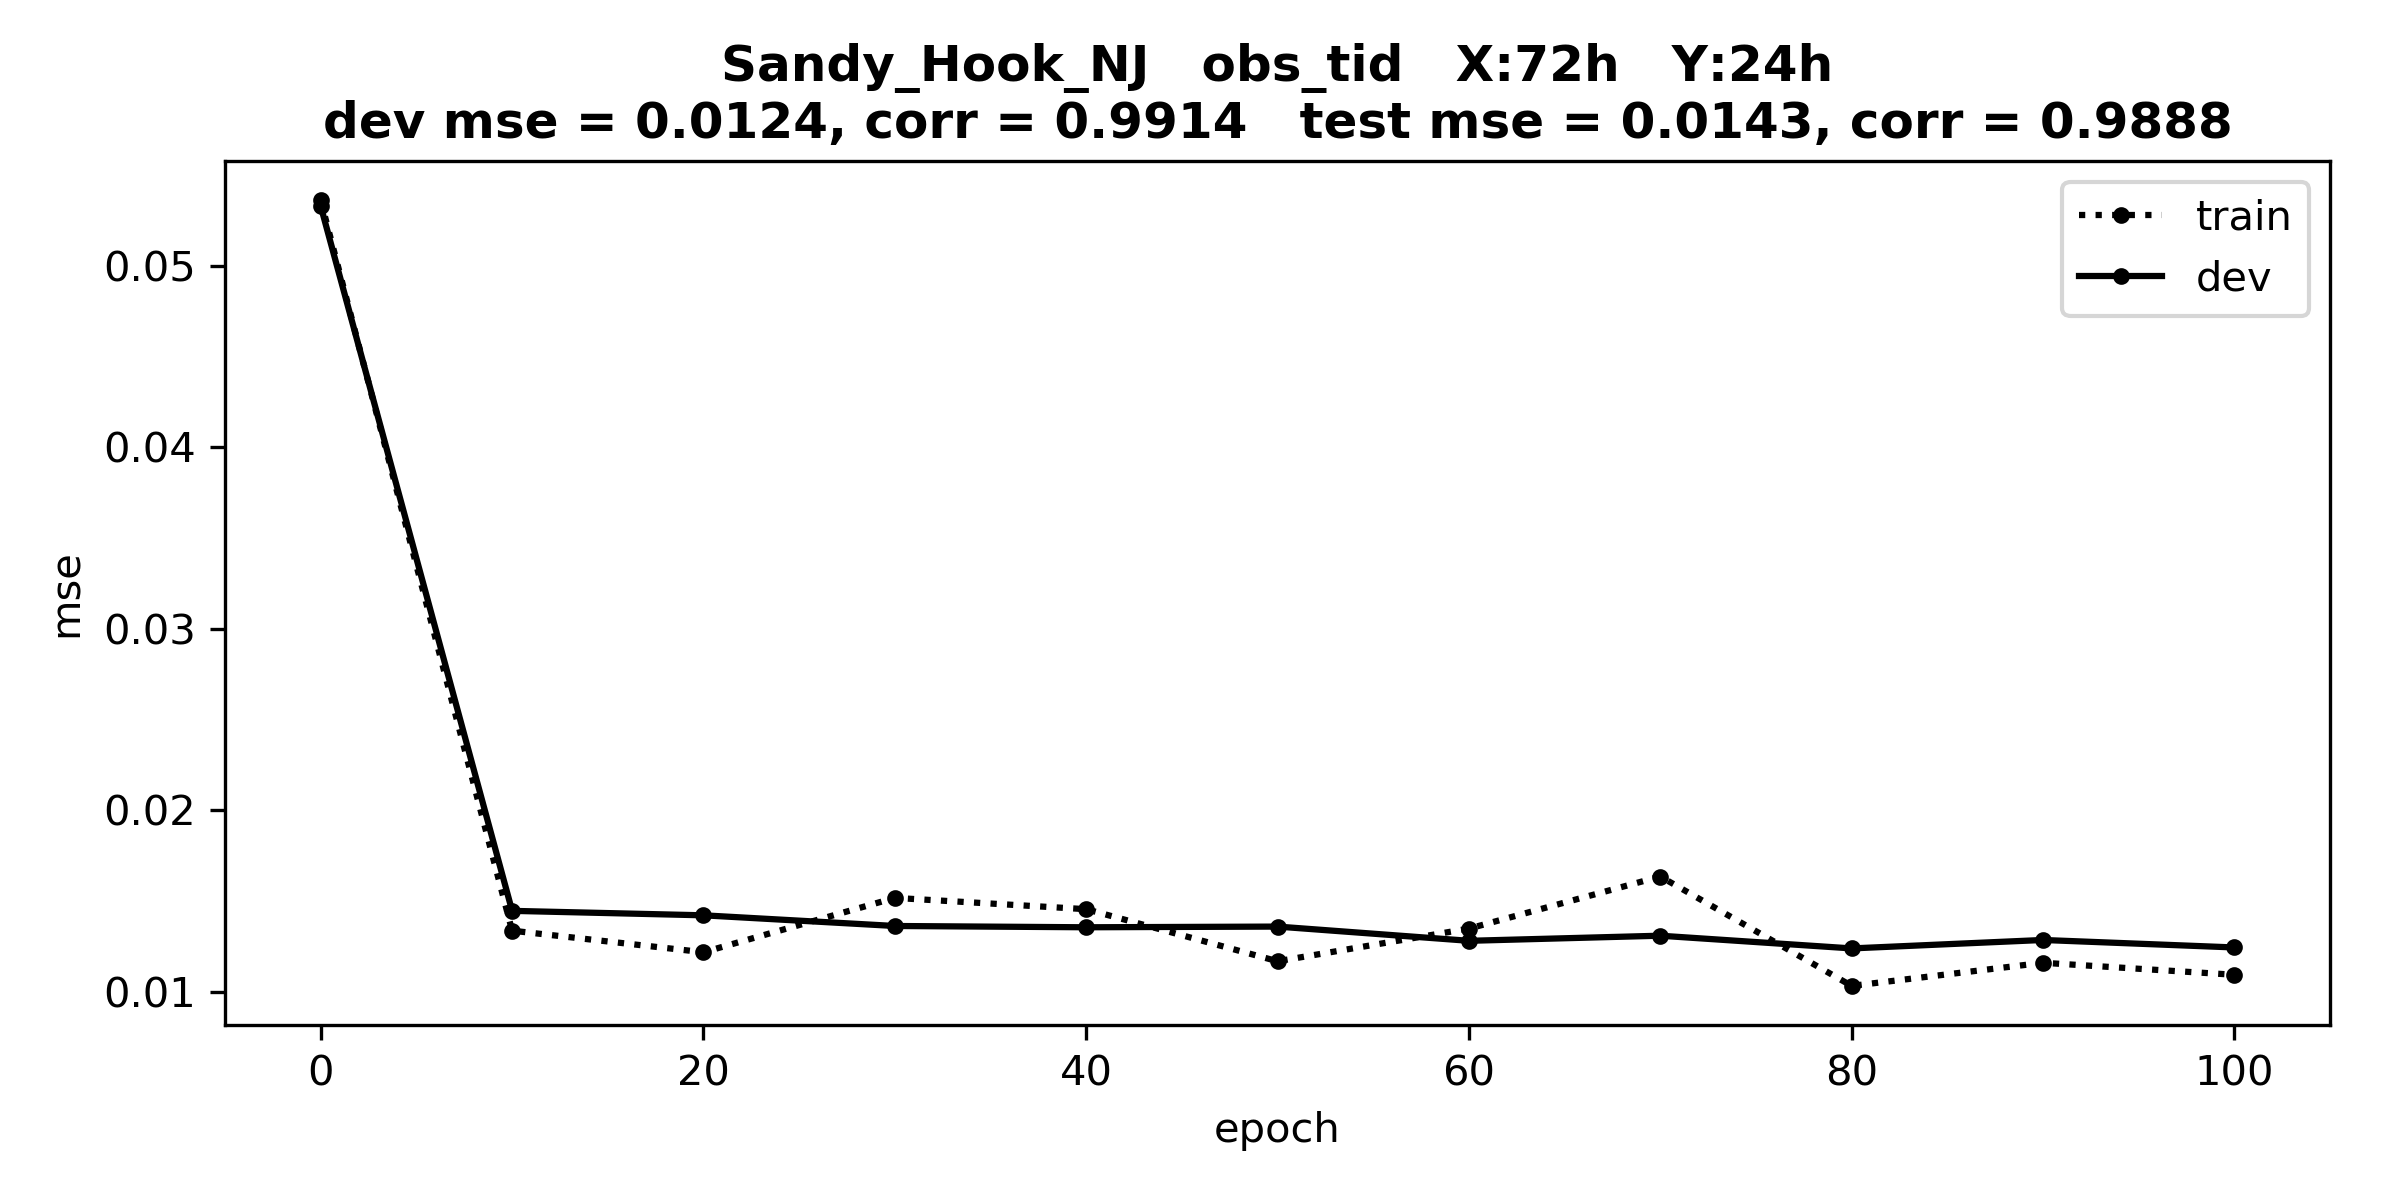 Sandy_Hook_NJ   obs_tid   X:72h   Y:24h
dev mse = 0.0124, corr = 0.9914   test mse = 0.0143, corr = 0.9888
train
dev
0.05
0.04
0.03
0.02
0.01
mse
0 20 40 60 80 100
epoch